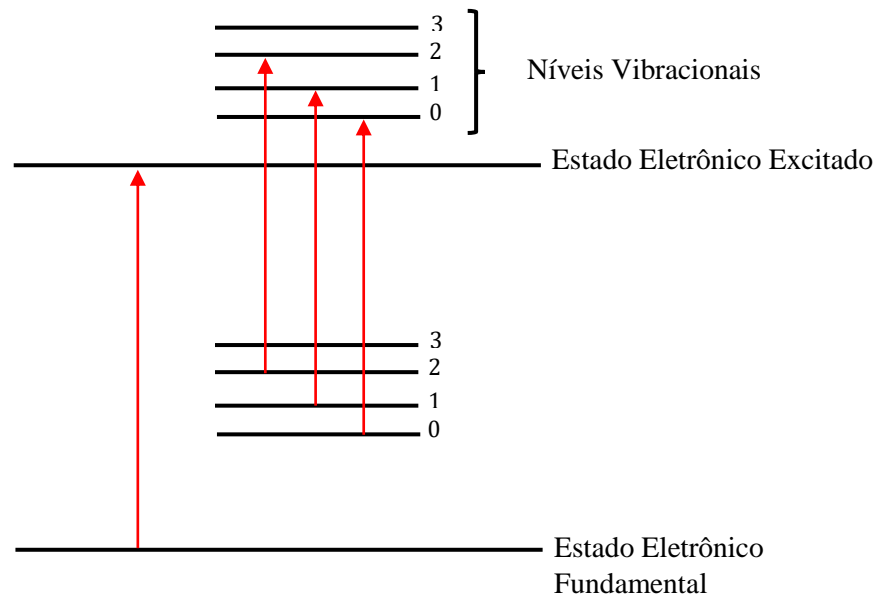 3
2
1
0
Níveis Vibracionais
Estado Eletrônico Excitado
3
2
1
0
Estado Eletrônico
Fundamental